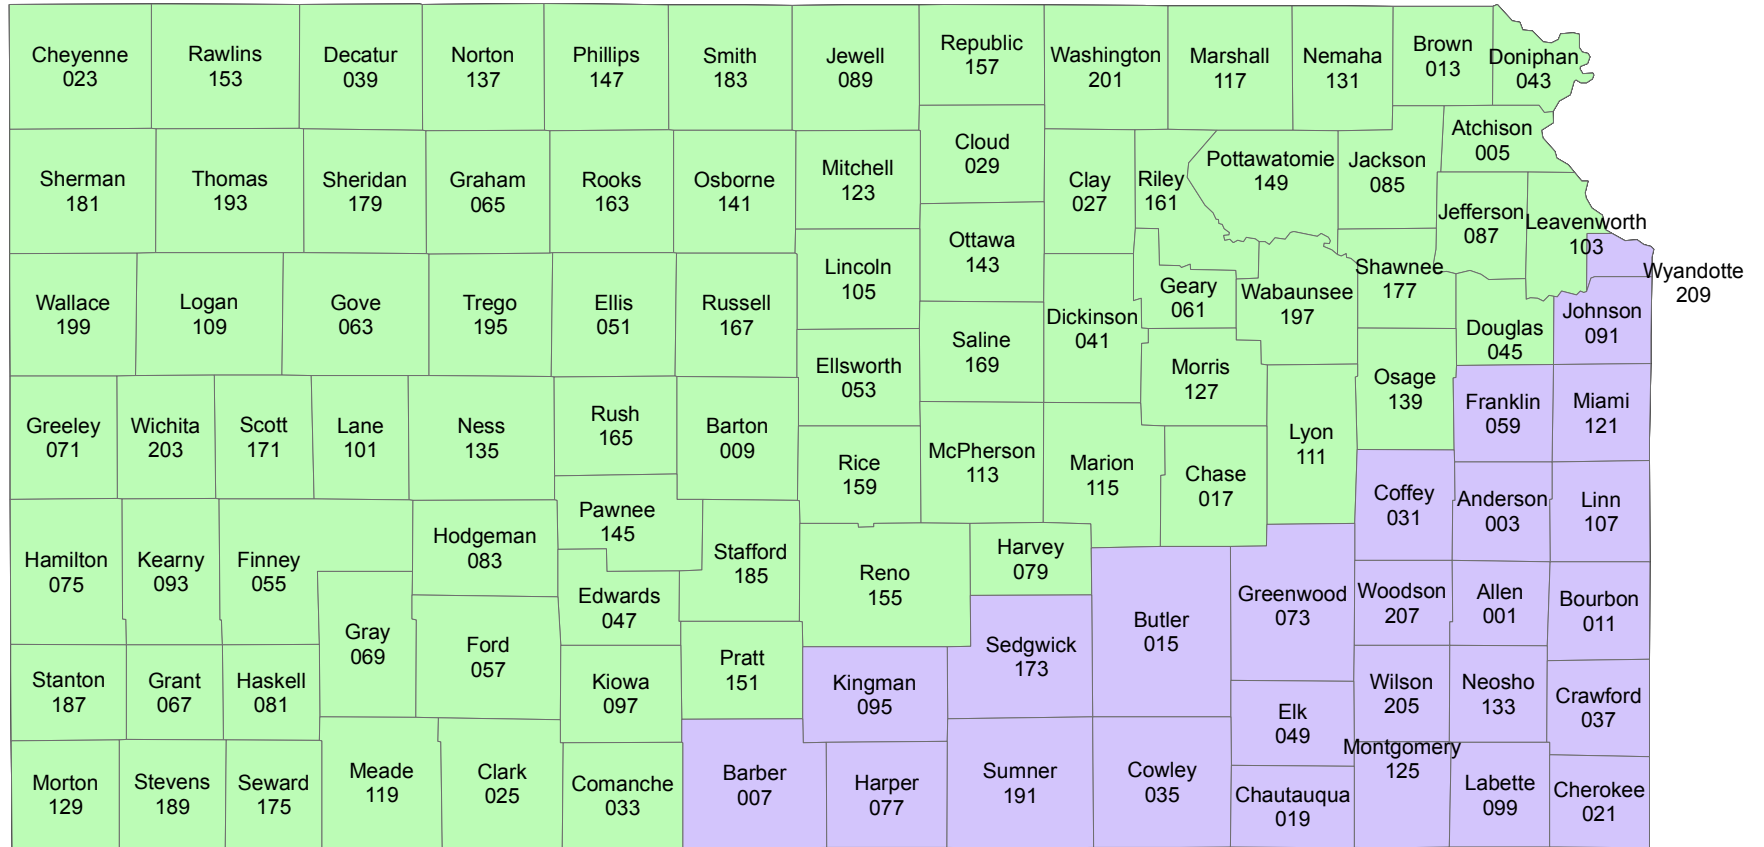 Cheyenne
023
Rawlins
153
Decatur
039
Norton
137
Phillips
147
Smith
183
Jewell
089
Republic
157
Washington
201
Marshall
117
Nemaha
131
Brown
013
Doniphan
043
Sherman
181
Thomas
193
Sheridan
179
Graham
065
Rooks
163
Osborne
141
Mitchell
123
Cloud
029
Clay
027
Riley
161
Pottawatomie
149
Jackson
085
Atchison
005
Jefferson
087
Leavenworth
103
Wyandotte
209
Wallace
199
Logan
109
Gove
063
Trego
195
Ellis
051
Russell
167
Lincoln
105
Ottawa
143
Saline
169
Dickinson
041
Geary
061
Wabaunsee
197
Shawnee
177
Douglas
045
Johnson
091
Ellsworth
053
Morris
127
Osage
139
Franklin
059
Miami
121
Greeley
071
Wichita
203
Scott
171
Lane
101
Ness
135
Rush
165
Barton
009
Rice
159
McPherson
113
Marion
115
Chase
017
Lyon
111
Coffey
031
Anderson
003
Linn
107
Hamilton
075
Kearny
093
Finney
055
Hodgeman
083
Pawnee
145
Stafford
185
Reno
155
Harvey
079
Edwards
047
Gray
069
Ford
057
Pratt
151
Kiowa
097
Kingman
095
Sedgwick
173
Butler
015
Greenwood
073
Woodson
207
Allen
001
Bourbon
011
Stanton
187
Grant
067
Haskell
081
Elk
049
Wilson
205
Neosho
133
Crawford
037
Morton
129
Stevens
189
Seward
175
Meade
119
Clark
025
Comanche
033
Barber
007
Harper
077
Sumner
191
Cowley
035
Chautauqua
019
Montgomery
125
Labette
099
Cherokee
021